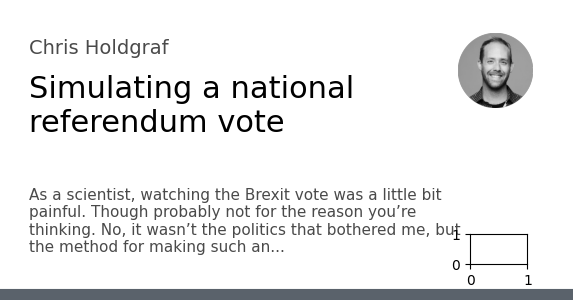 Chris Holdgraf
Simulating a national
referendum vote
As a scientist, watching the Brexit vote was a little bit
painful. Though probably not for the reason you’re
thinking. No, it wasn’t the politics that bothered me, but
the method for making such an...
1
0
0 1